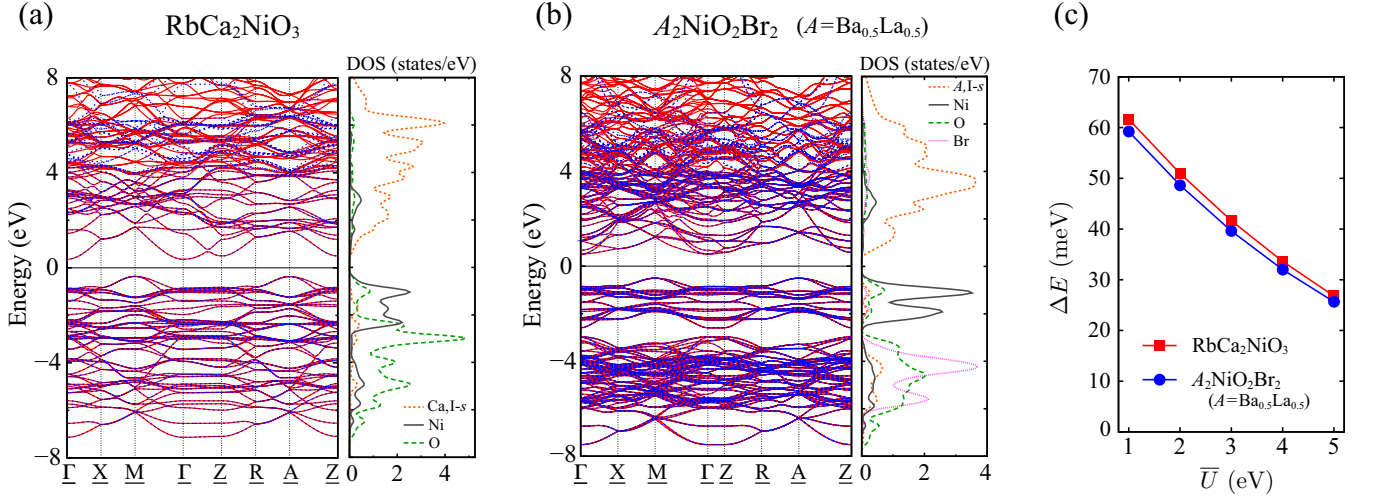 (a)
RbCa₂NiO₃
DOS (states/eV)
Energy (eV)
8
4
0
−4
−8
Γ X M Γ Z R A Z
0 2 4
Ca,I-s
Ni
O
(b)
A₂NiO₂Br₂ (A=Ba₀.₅La₀.₅)
DOS (states/eV)
Energy (eV)
8
4
0
−4
−8
Γ X M Γ Z R A Z
0 2 4
A,I-s
Ni
O
Br
(c)
ΔE (meV)
70
60
50
40
30
20
10
0
RbCa₂NiO₃
A₂NiO₂Br₂
(A=Ba₀.₅La₀.₅)
1 2 3 4 5
U̅ (eV)